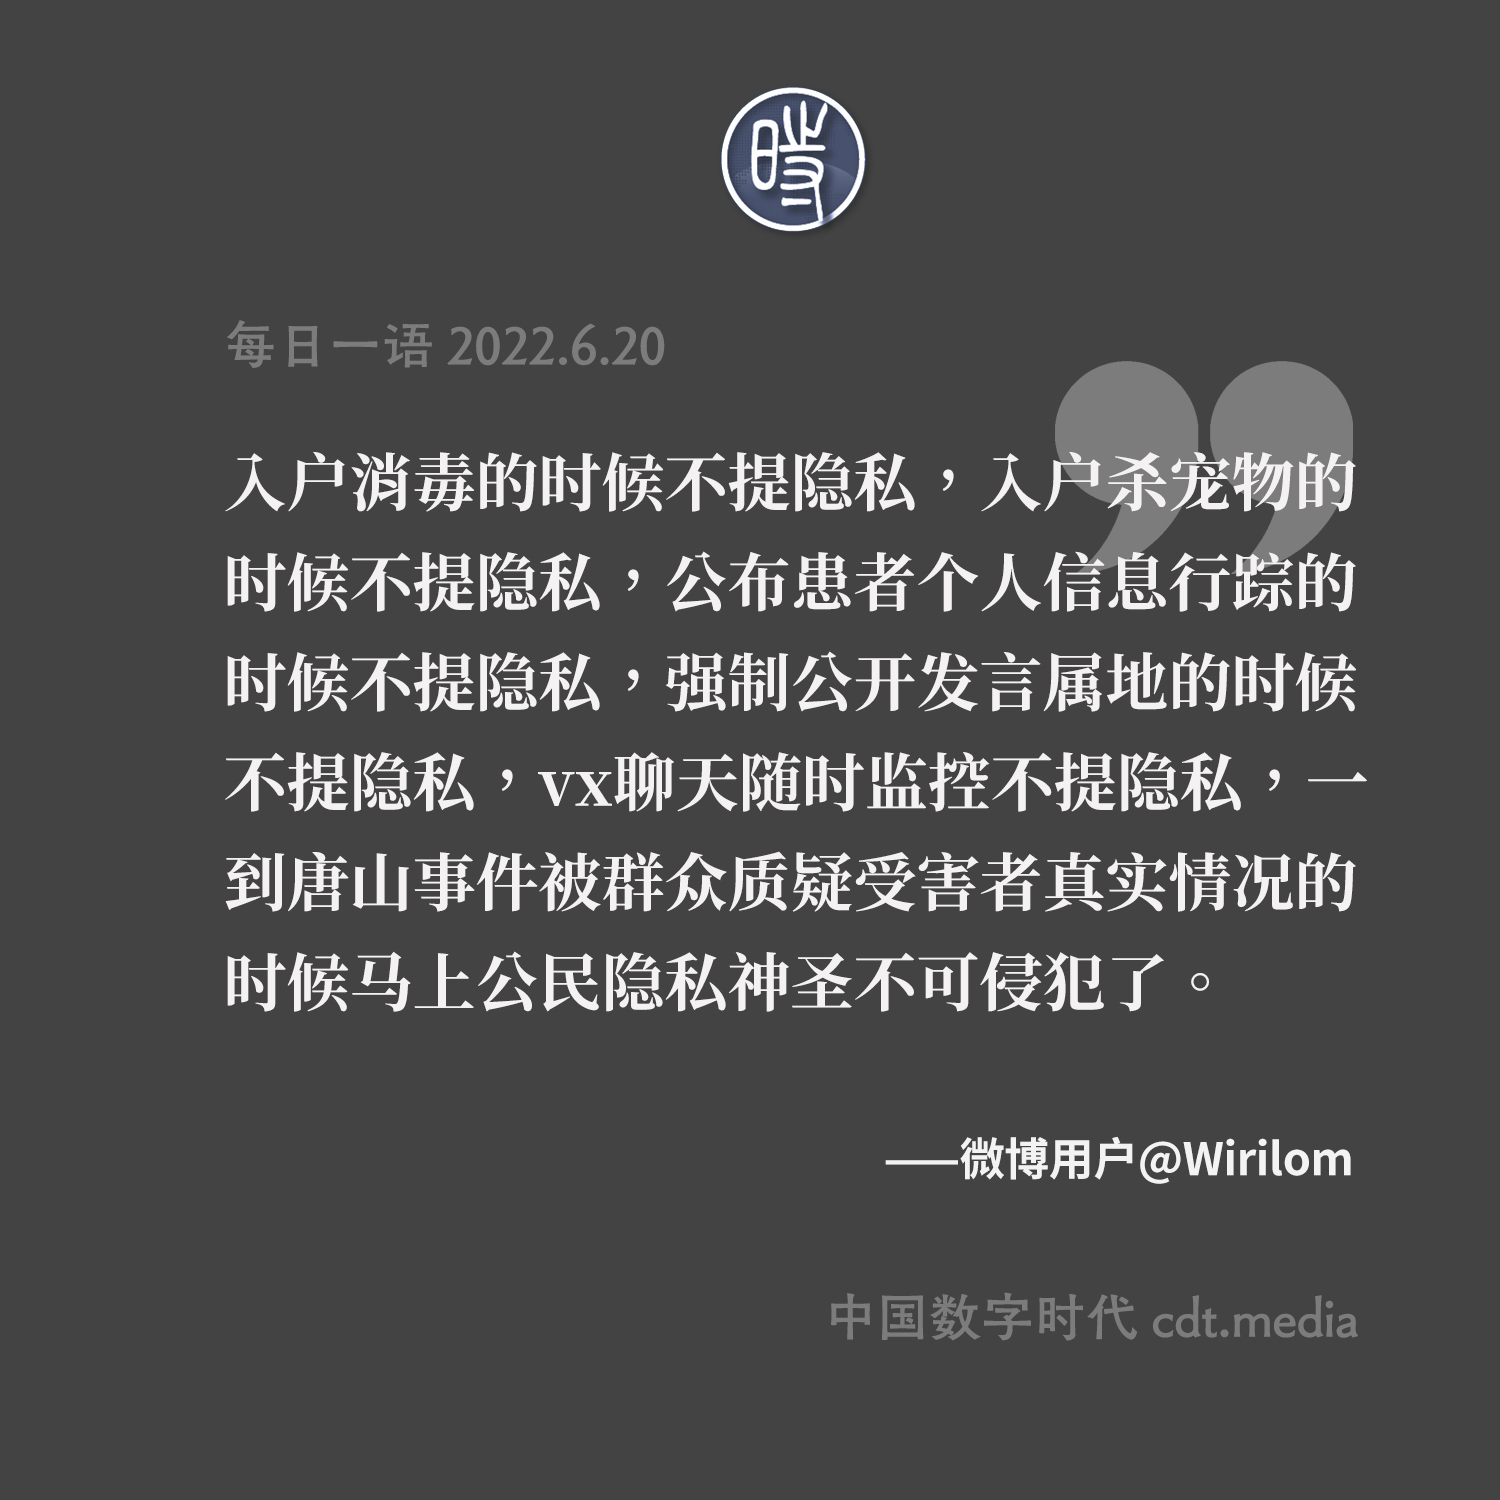 時
每日一语 2022.6.20
入户消毒的时候不提隐私，入户杀宠物的
时候不提隐私，公布患者个人信息行踪的
时候不提隐私，强制公开发言属地的时候
不提隐私，vx聊天随时监控不提隐私，一
到唐山事件被群众质疑受害者真实情况的
时候马上公民隐私神圣不可侵犯了。
——微博用户@Wirilom
中国数字时代 cdt.media